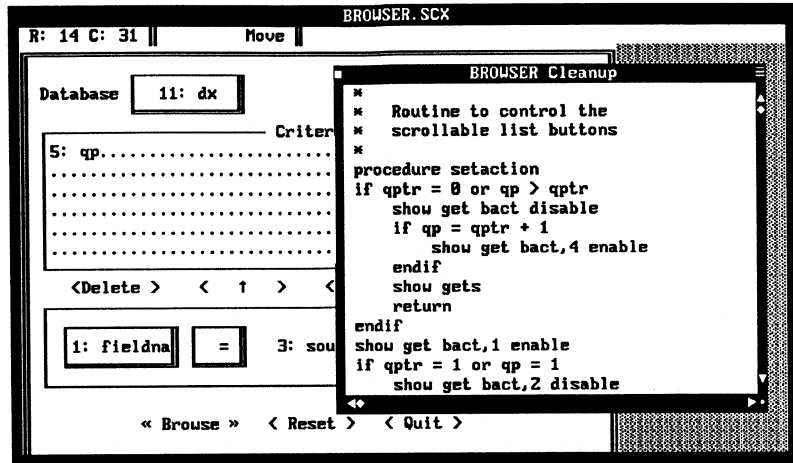 BROWSER.SCX
R: 14 C: 31 Move
Database 11: dx
Criter
5: qp
<Delete > < ↑ > <
1: fieldna = 3: sou
« Browse » < Reset > < Quit >
BROWSER Cleanup
*
* Routine to control the
* scrollable list buttons
*
procedure setaction
if qptr = 0 or qp > qptr
show get bact disable
if qp = qptr + 1
show get bact,4 enable
endif
show gets
return
endif
show get bact,1 enable
if qptr = 1 or qp = 1
show get bact,2 disable